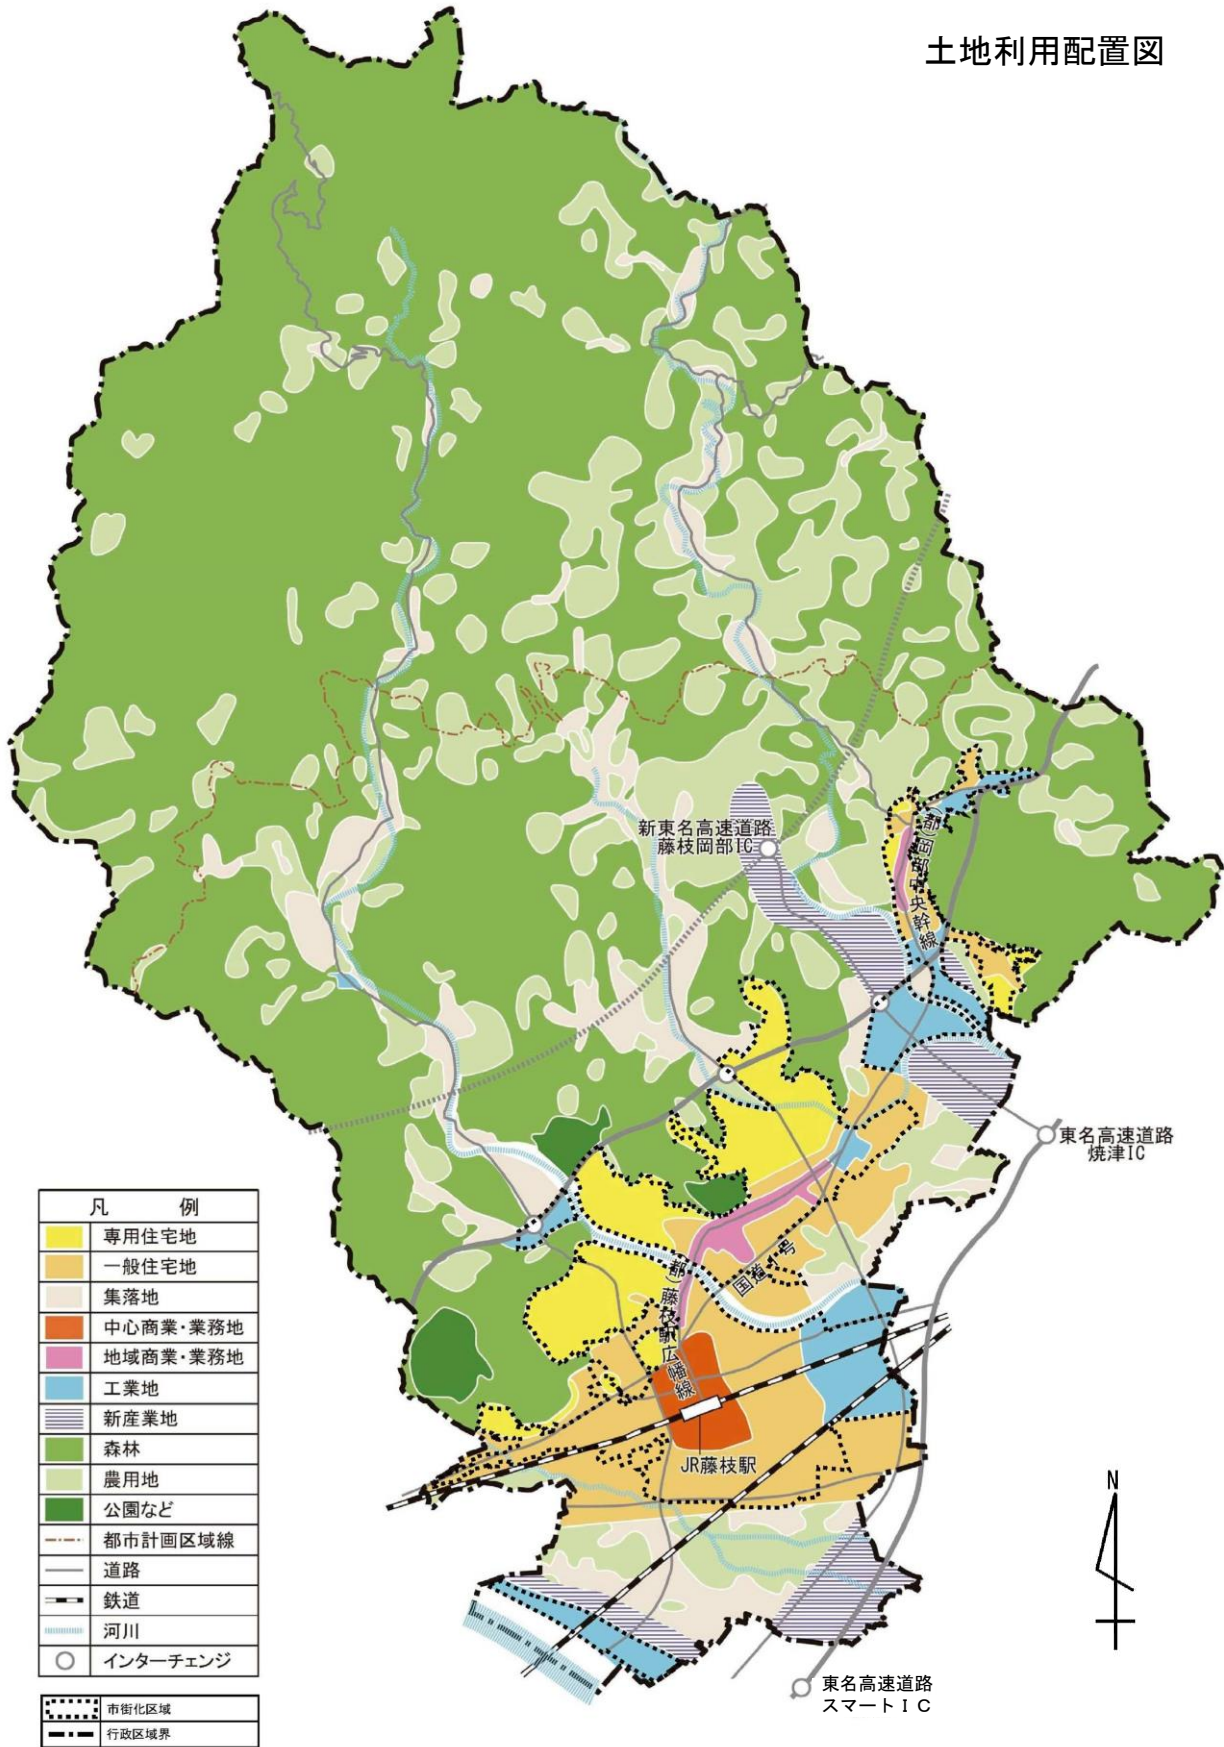 土地利用配置図
新東名高速道路
藤枝岡部IC
(都)岡部中央幹線
東名高速道路
焼津IC
国道1号
(都)藤枝駅広幡線
JR藤枝駅
東名高速道路
スマートIC
N
凡例
専用住宅地
一般住宅地
集落地
中心商業・業務地
地域商業・業務地
工業地
新産業地
森林
農用地
公園など
都市計画区域線
道路
鉄道
河川
インターチェンジ
市街化区域
行政区域界